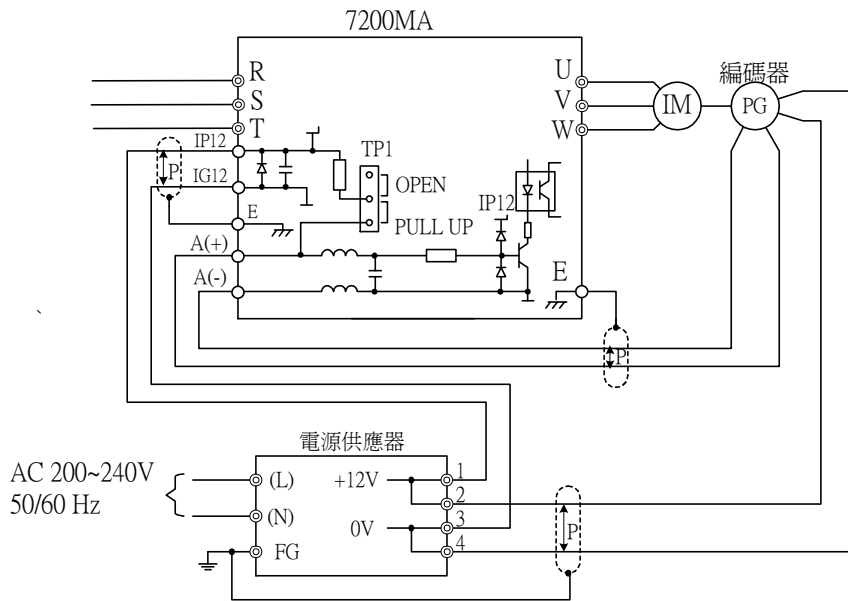 7200MA
R
S
T
IP12
IG12
E
A(+)
A(-)
P
TP1
OPEN
PULL UP
IP12
E
U
V
W
IM
編碼器
PG
P
電源供應器
AC 200~240V
50/60 Hz
(L)
(N)
FG
+12V
0V
1
2
3
4
P